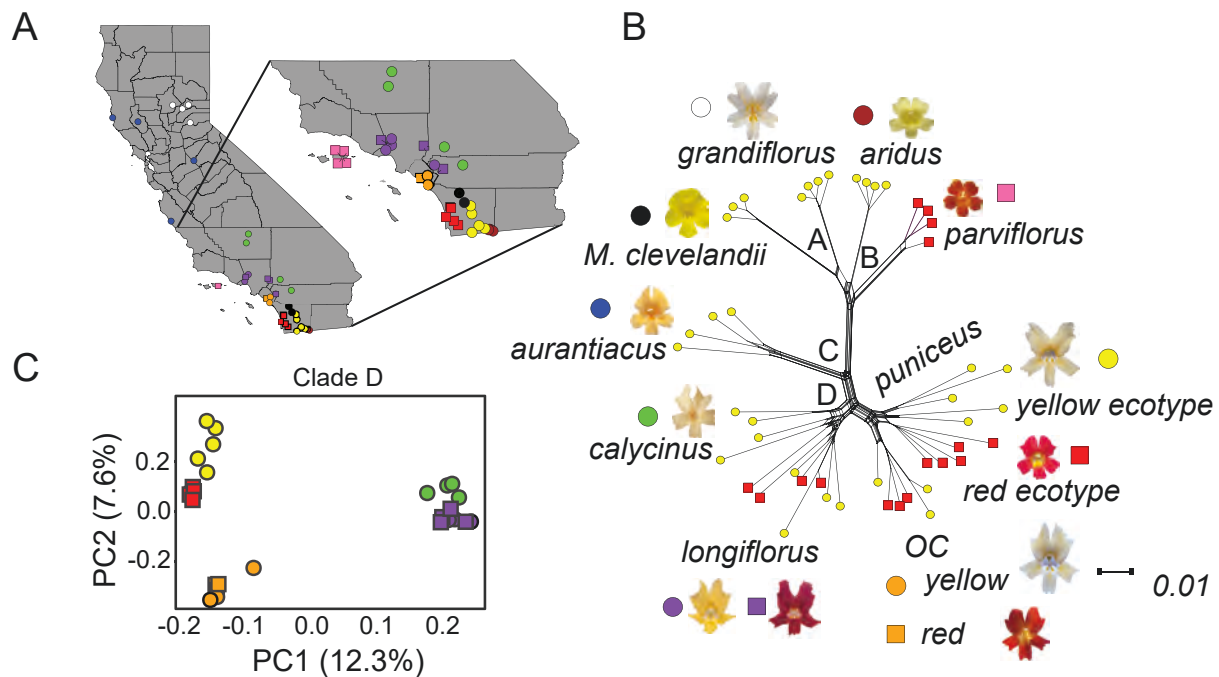 A
B
grandiflorus
aridus
M. clevelandii
A
B
parviflorus
aurantiacus
C
puniceus
D
yellow ecotype
calycinus
red ecotype
longiflorus
OC
yellow
0.01
red
C
Clade D
PC2 (7.6%)
0.2
0.0
-0.2
-0.2
-0.1
0.0
0.1
0.2
PC1 (12.3%)